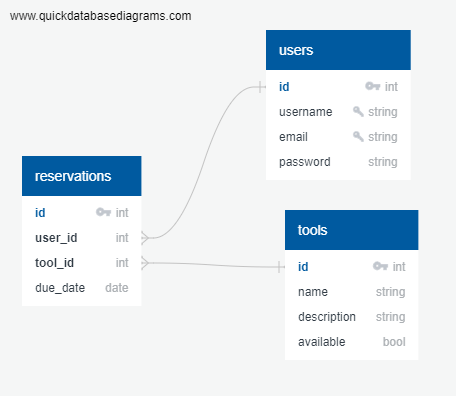 www.quickdatabasediagrams.com
users
id int
username string
email string
password string
reservations
id int
user_id int
tool_id int
due_date date
tools
id int
name string
description string
available bool